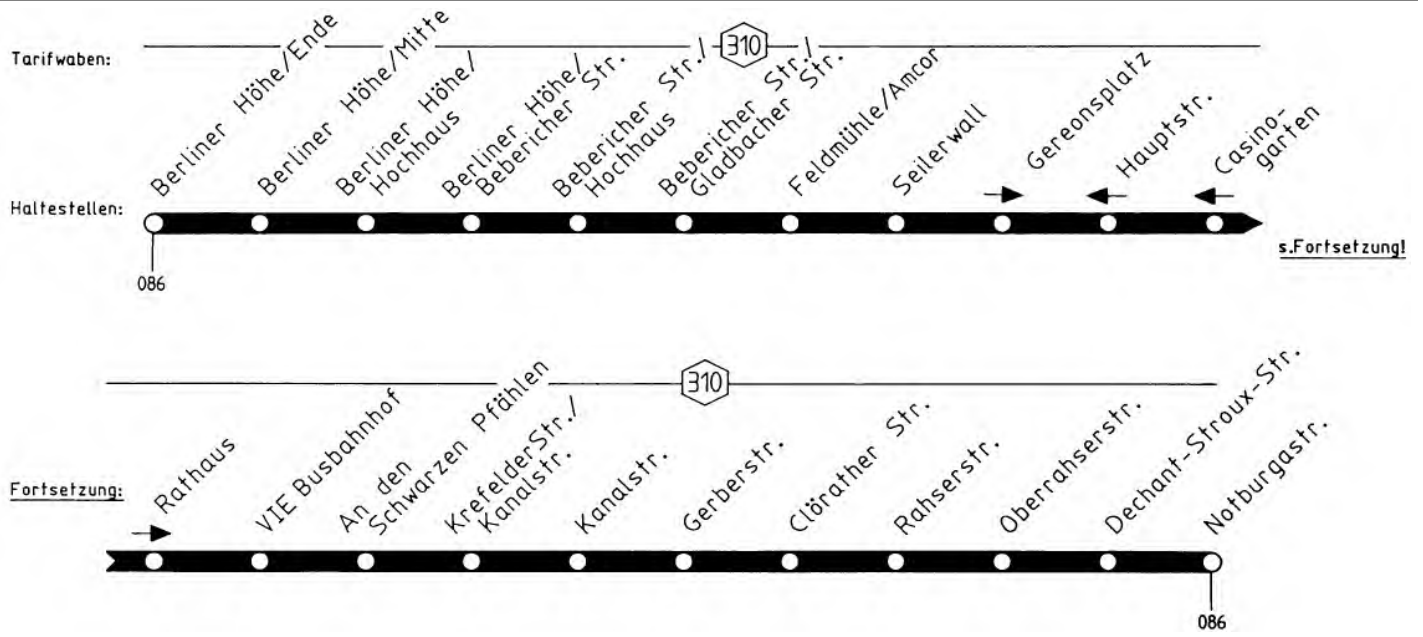 Tarifwaben:
310
Haltestellen:
Berliner Höhe/Ende
Berliner Höhe/Mitte
Berliner Höhe/
Hochhaus
Berliner Höhe/
Bebericher Str.
Bebericher Str./
Hochhaus
Bebericher Str./
Gladbacher Str.
Feldmühle/Amcor
Seilerwall
Gereonsplatz
Hauptstr.
Casino-
garten
086
s.Fortsetzung!
310
Fortsetzung:
Rathaus
VIE Busbahnhof
An den
Schwarzen Pfählen
KrefelderStr./
Kanalstr.
Kanalstr.
Gerberstr.
Clörather Str.
Rahserstr.
Oberrahserstr.
Dechant-Stroux-Str.
Notburgastr.
086